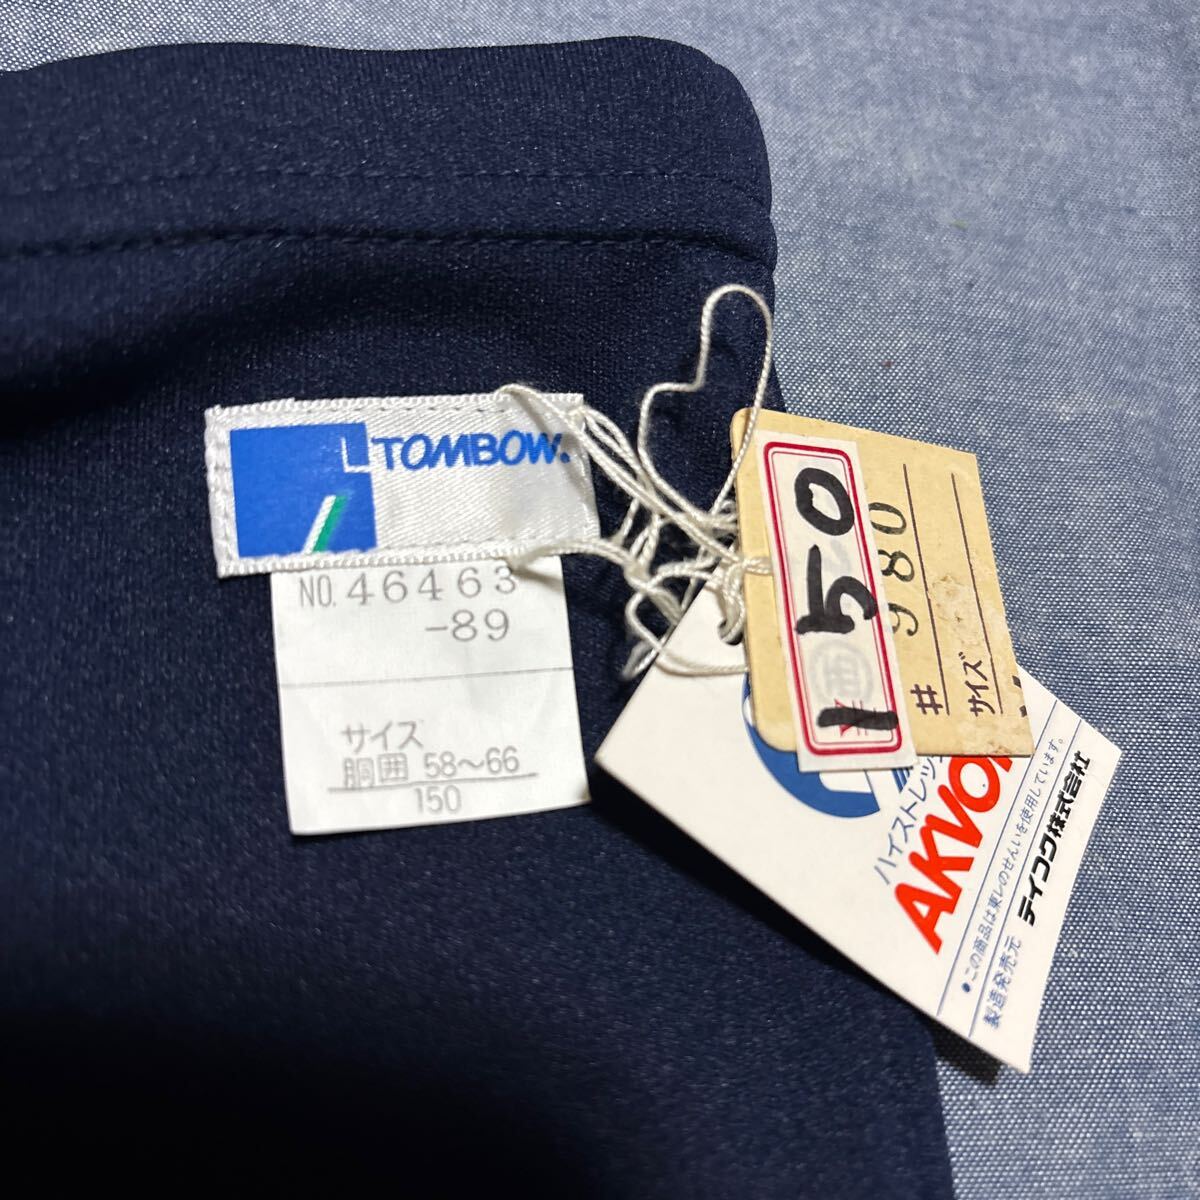 TOMBOW.
NO. 46463
-89
サイズ
胴囲 58～66
150
150
980
#
サイズ
ハイストレッ
AKVO
●この商品は東レのせんいを使用しています。
製造発売元 テイコク株式会社